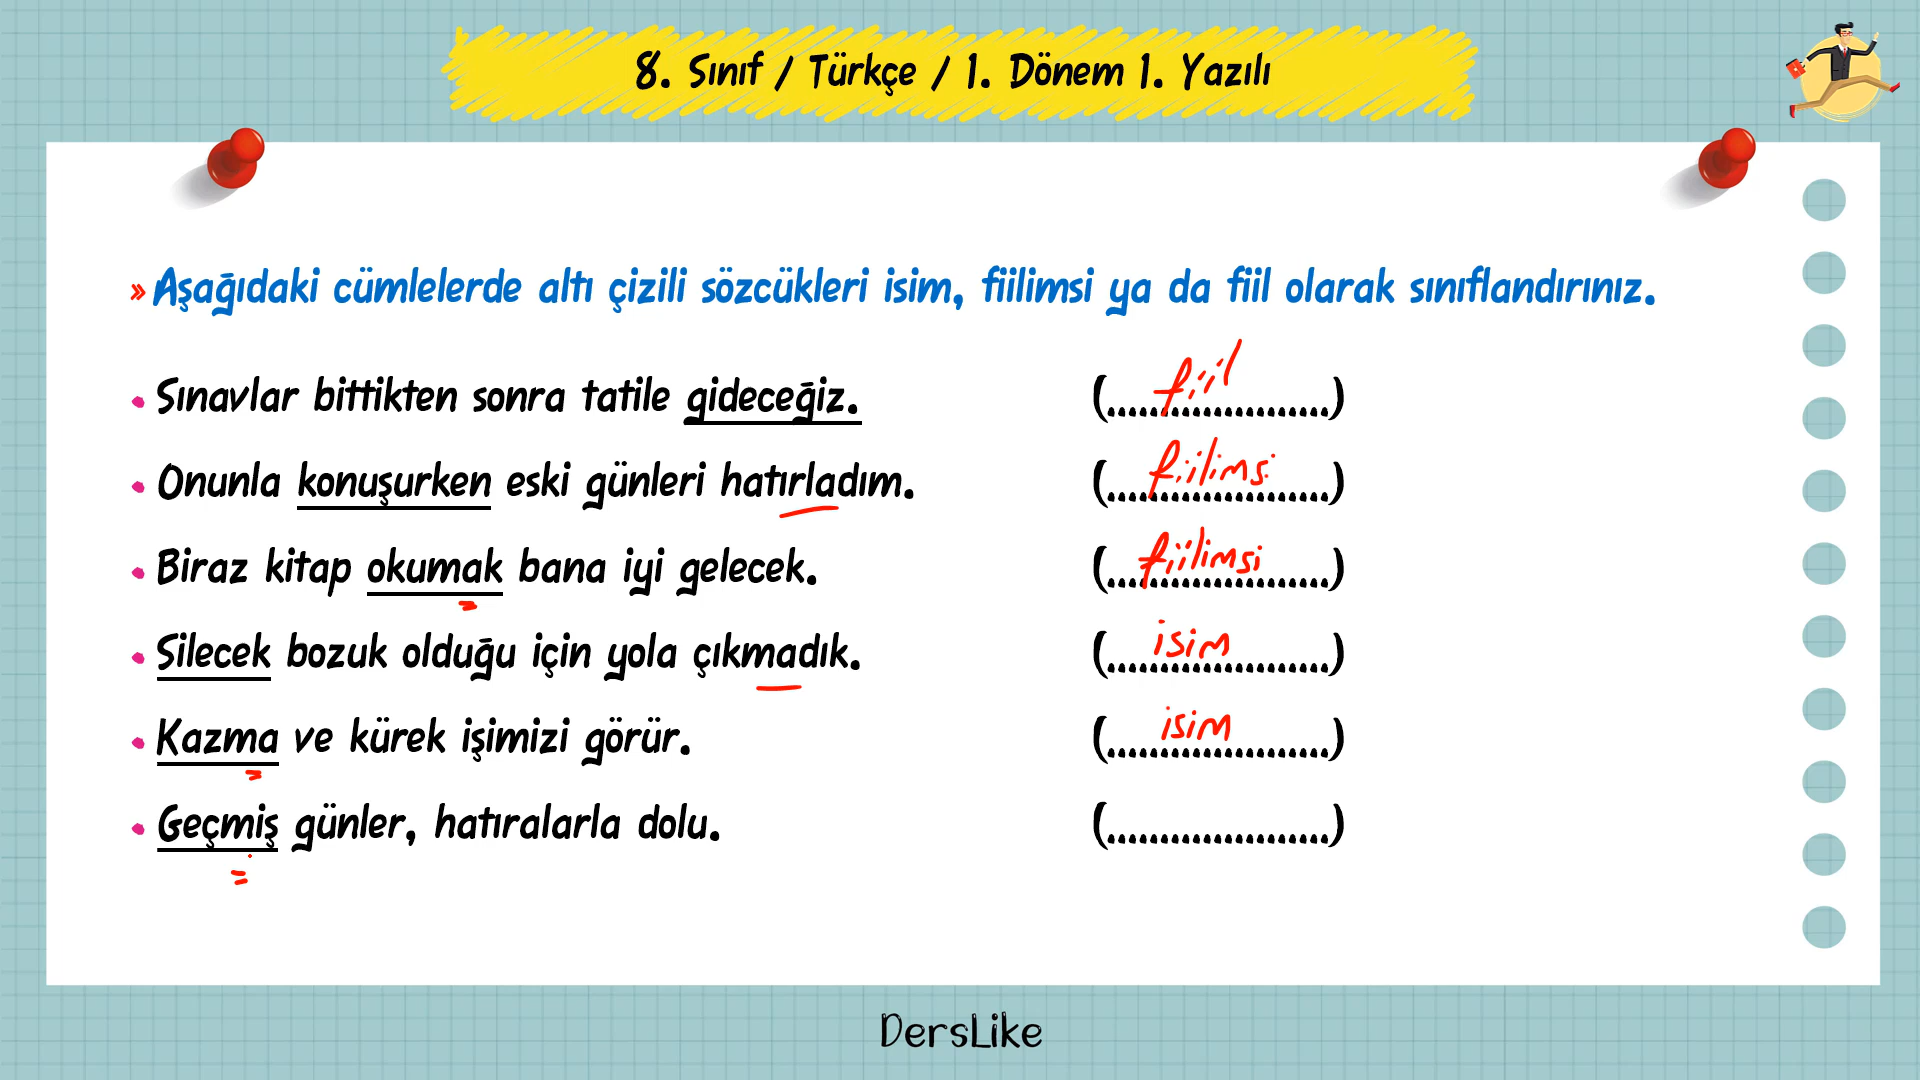 8. Sınıf / Türkçe / 1. Dönem 1. Yazılı
» Aşağıdaki cümlelerde altı çizili sözcükleri isim, fiilimsi ya da fiil olarak sınıflandırınız.
• Sınavlar bittikten sonra tatile gideceğiz. (....fiil....)
• Onunla konuşurken eski günleri hatırladım. (....fiilimsi....)
• Biraz kitap okumak bana iyi gelecek. (....fiilimsi....)
• Silecek bozuk olduğu için yola çıkmadık. (....isim....)
• Kazma ve kürek işimizi görür. (....isim....)
• Geçmiş günler, hatıralarla dolu. (.....................)
DersLike